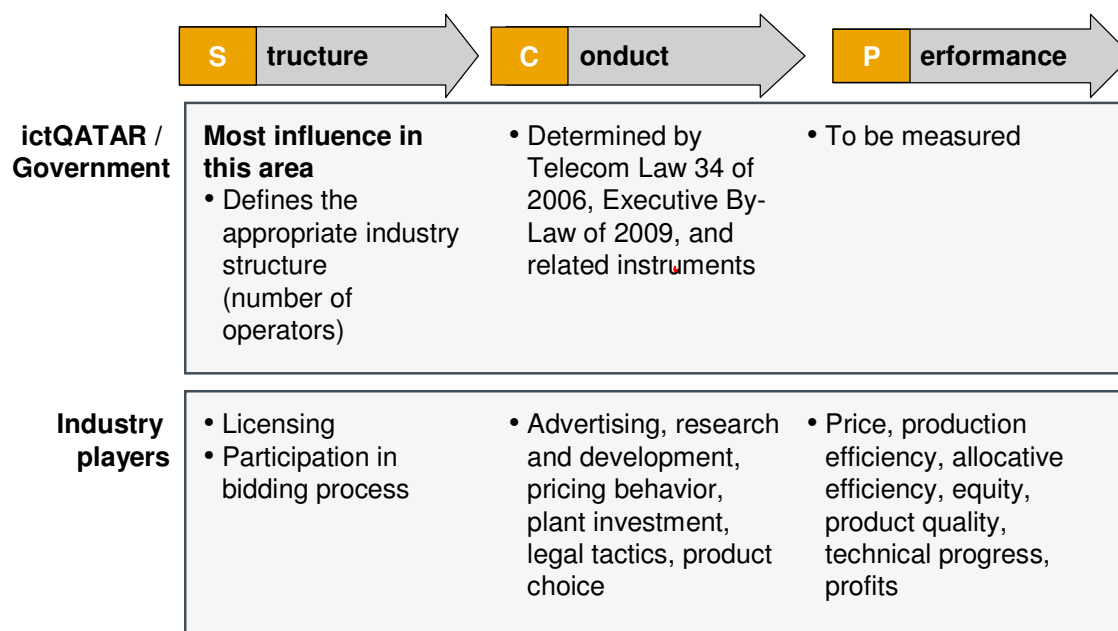 S tructure
C onduct
P erformance
ictQATAR /
Government
Most influence in
this area
• Defines the
appropriate industry
structure
(number of
operators)
• Determined by
Telecom Law 34 of
2006, Executive By-
Law of 2009, and
related instruments
• To be measured
Industry
players
• Licensing
• Participation in
bidding process
• Advertising, research
and development,
pricing behavior,
plant investment,
legal tactics, product
choice
• Price, production
efficiency, allocative
efficiency, equity,
product quality,
technical progress,
profits